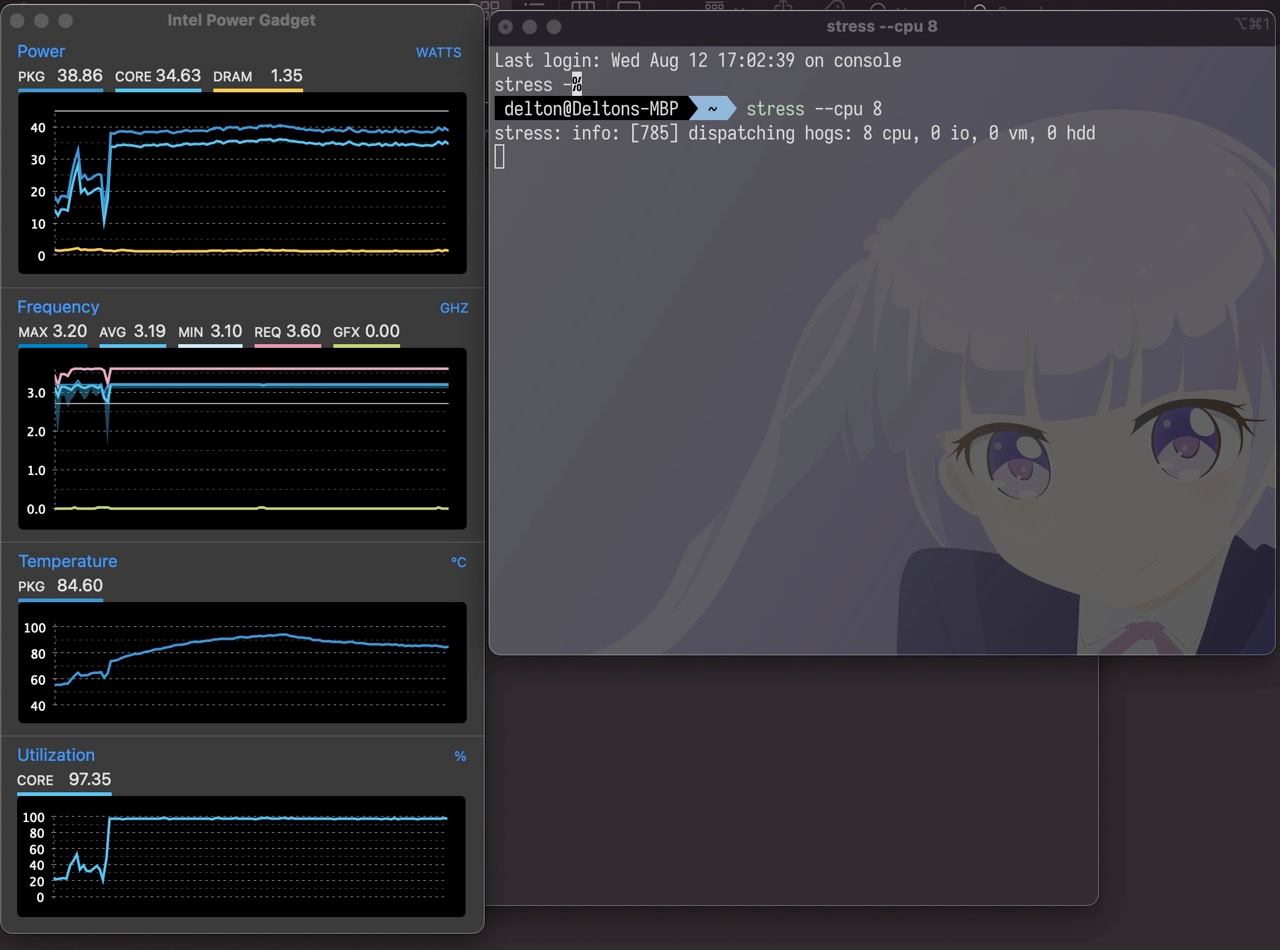 Intel Power Gadget
Power WATTS
PKG 38.86 CORE 34.63 DRAM 1.35
40
30
20
10
0
Frequency GHZ
MAX 3.20 AVG 3.19 MIN 3.10 REQ 3.60 GFX 0.00
3.0
2.0
1.0
0.0
Temperature °C
PKG 84.60
100
80
60
40
Utilization %
CORE 97.35
100
80
60
40
20
0
stress --cpu 8 ⌥⌘1
Last login: Wed Aug 12 17:02:39 on console
stress -%
delton@Deltons-MBP ~ stress --cpu 8
stress: info: [785] dispatching hogs: 8 cpu, 0 io, 0 vm, 0 hdd